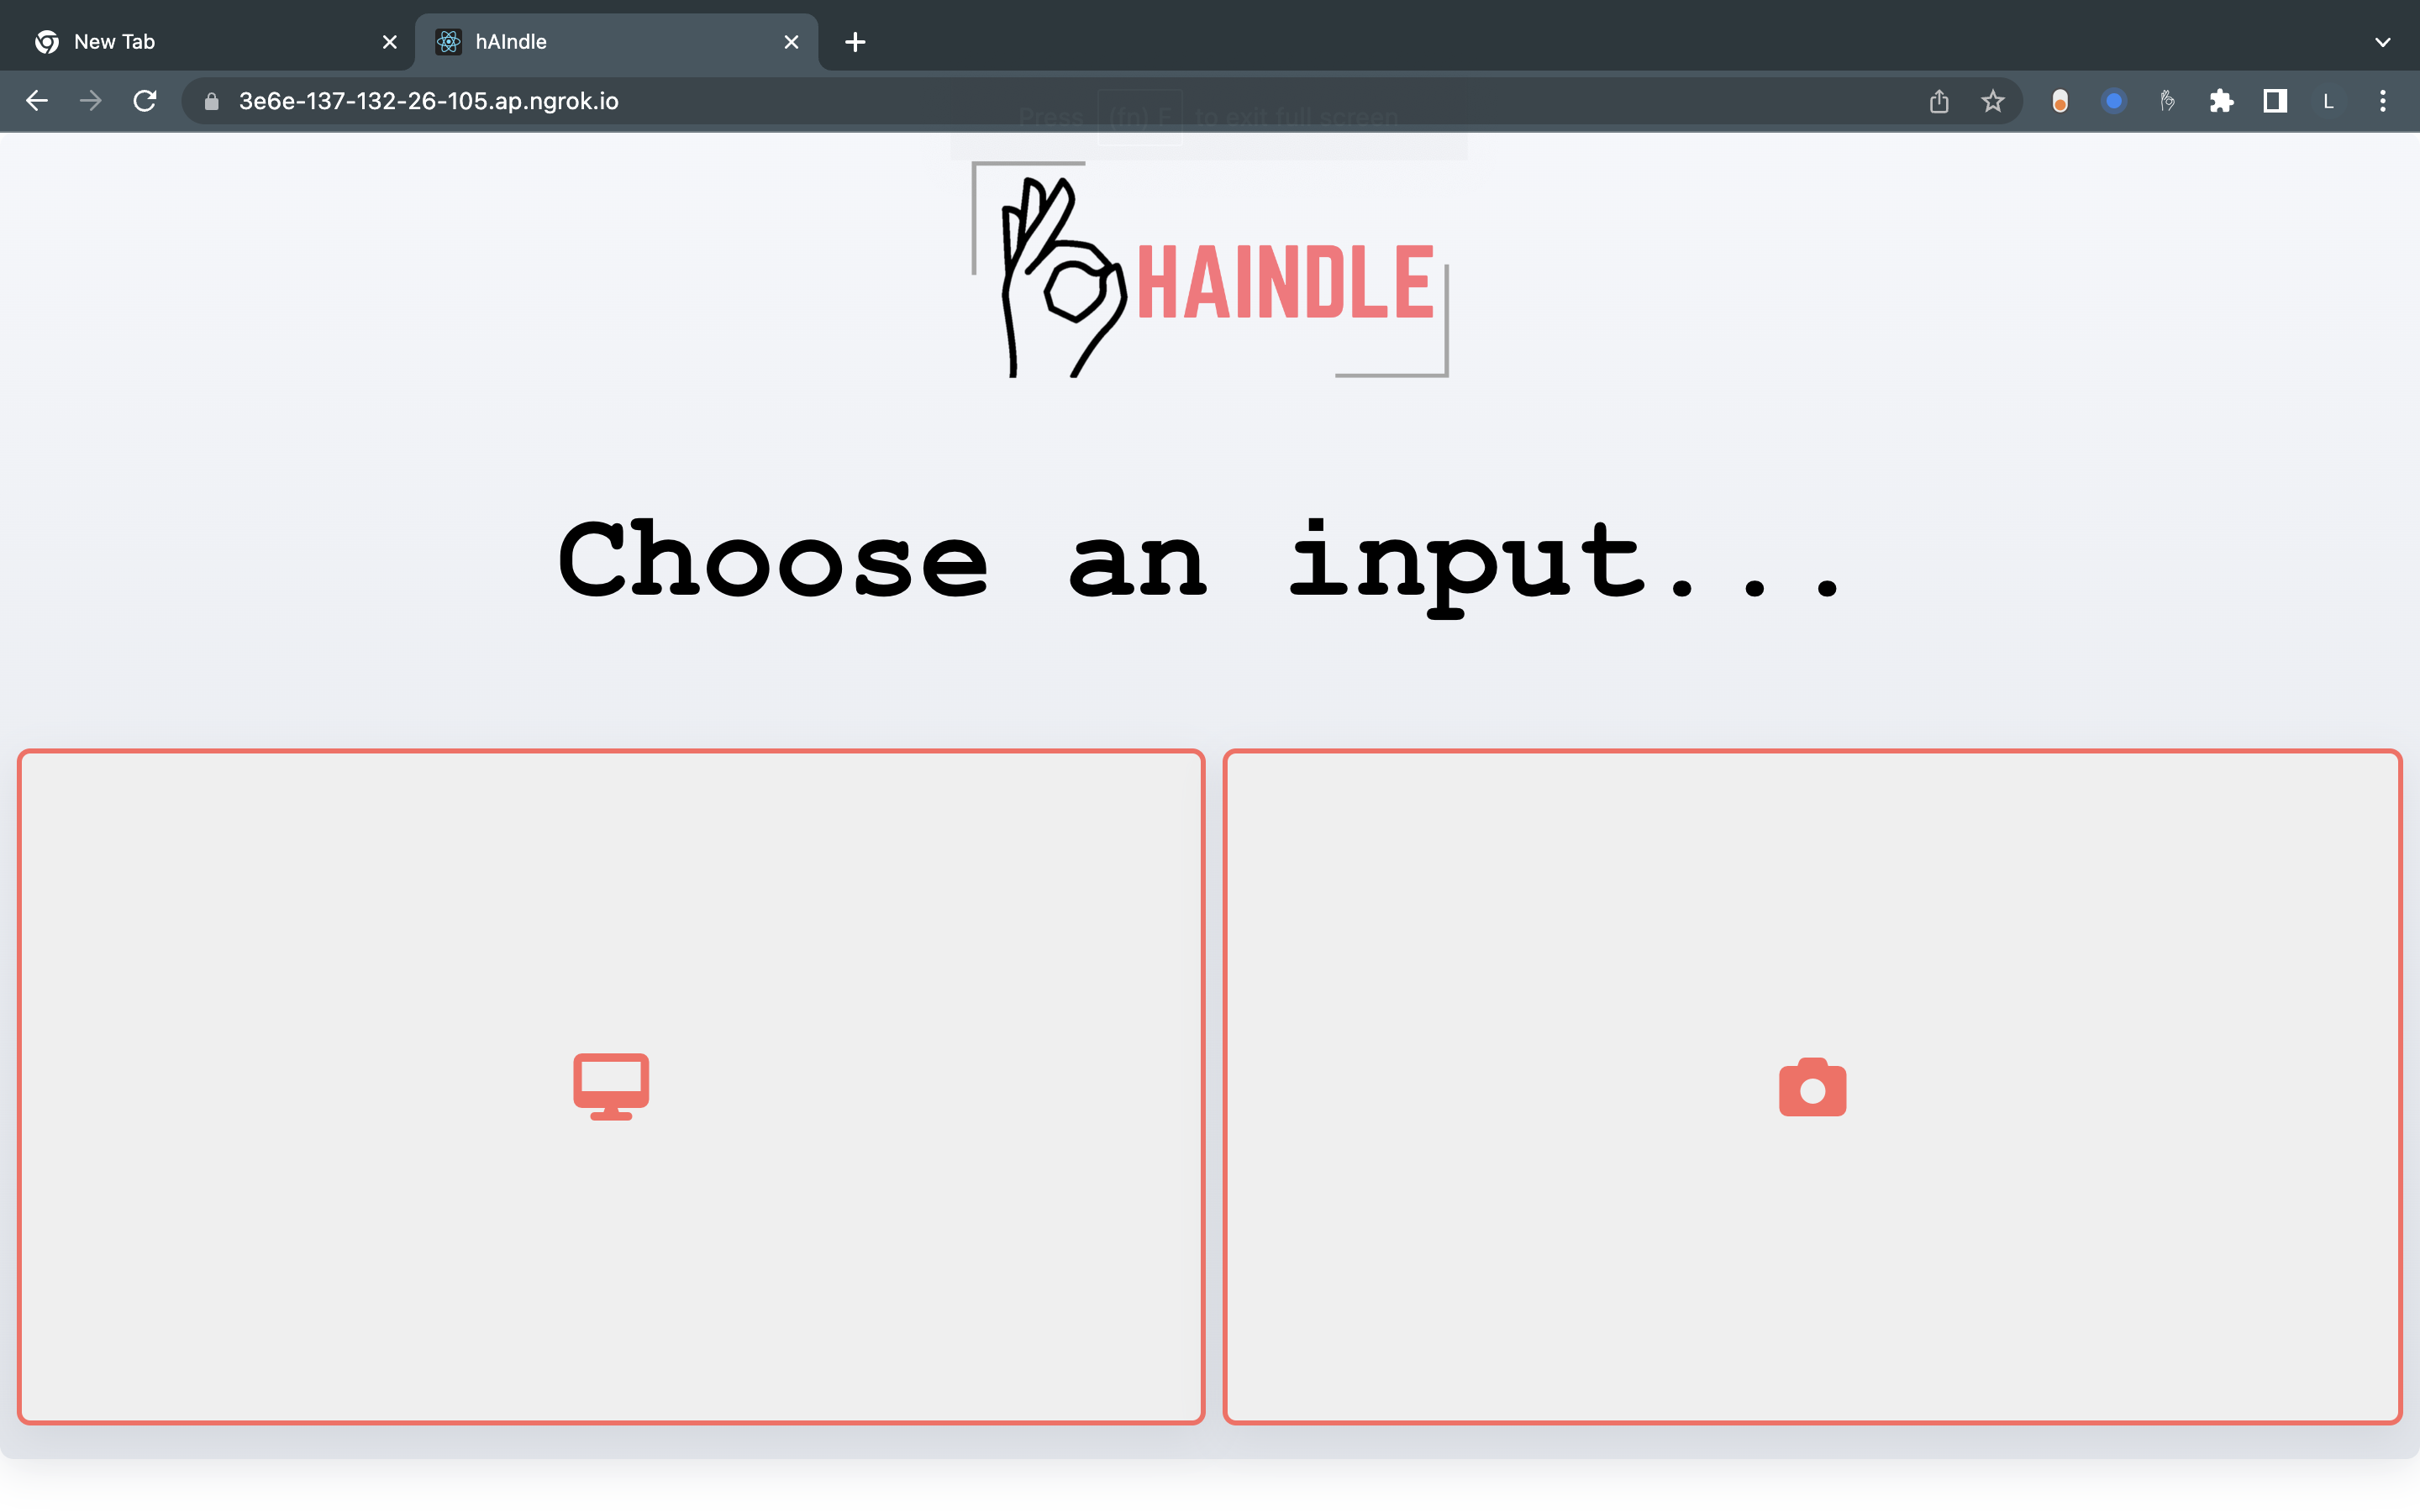 New Tab
hAIndle
3e6e-137-132-26-105.ap.ngrok.io
L
Press (fn) F to exit full screen
HAINDLE
Choose an input...